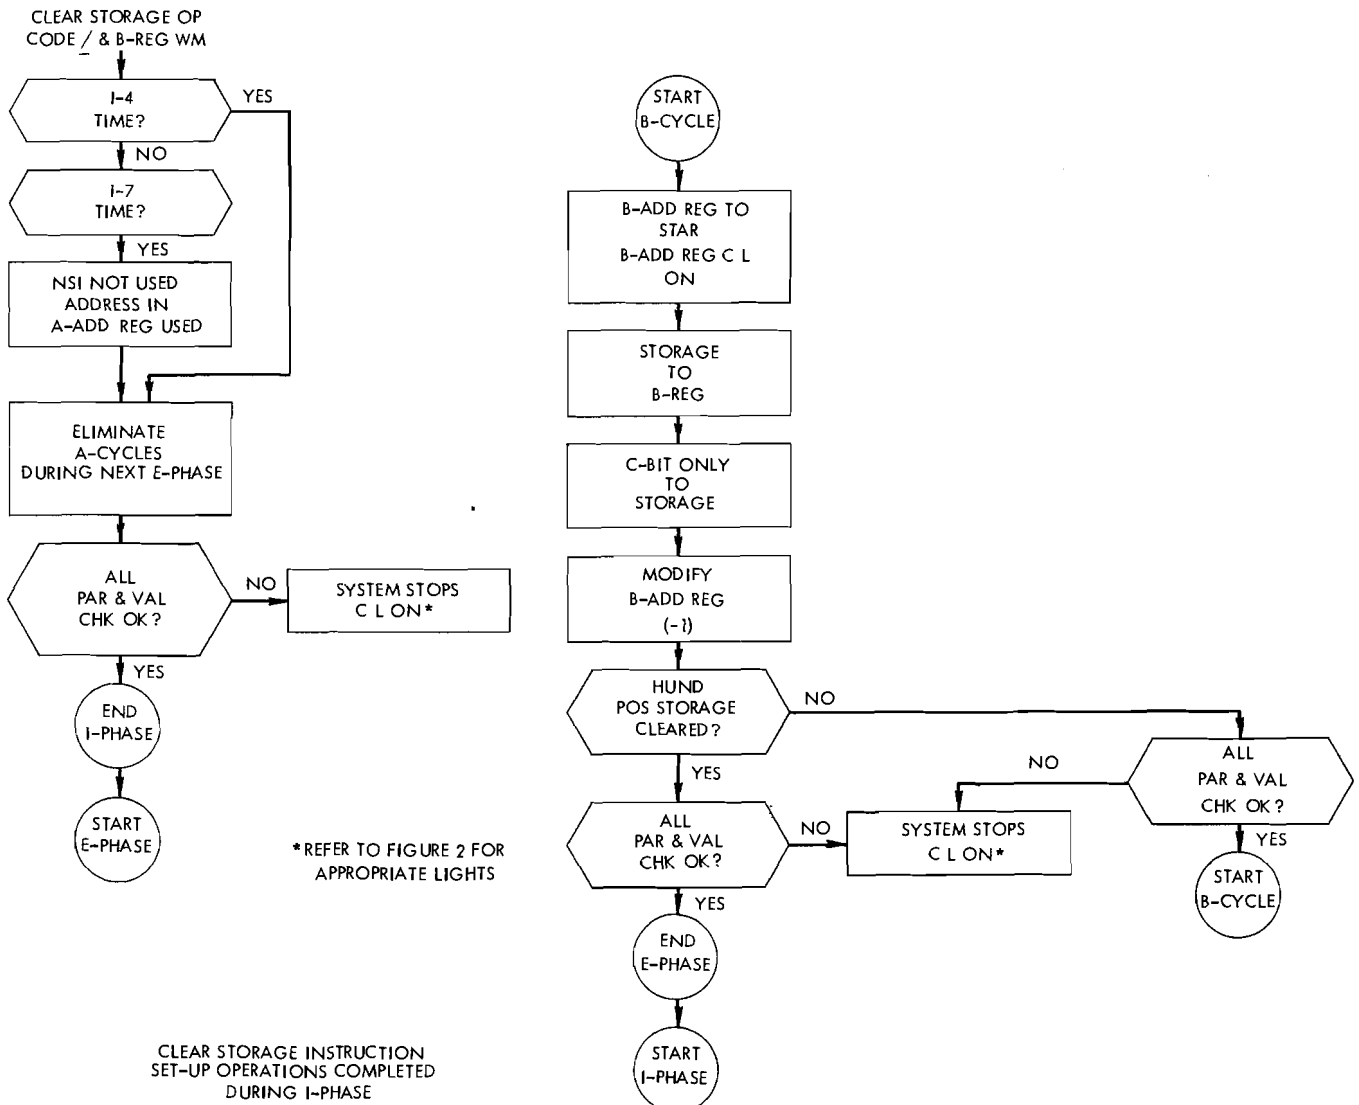 CLEAR STORAGE OP
CODE / & B-REG WM
I-4
TIME?
YES
NO
I-7
TIME?
YES
NSI NOT USED
ADDRESS IN
A-ADD REG USED
ELIMINATE
A-CYCLES
DURING NEXT E-PHASE
ALL
PAR & VAL
CHK OK?
NO
SYSTEM STOPS
C L ON*
YES
END
I-PHASE
START
E-PHASE
*REFER TO FIGURE 2 FOR
APPROPRIATE LIGHTS
CLEAR STORAGE INSTRUCTION
SET-UP OPERATIONS COMPLETED
DURING I-PHASE
START
B-CYCLE
B-ADD REG TO
STAR
B-ADD REG C L
ON
STORAGE
TO
B-REG
C-BIT ONLY
TO
STORAGE
MODIFY
B-ADD REG
(-1)
HUND
POS STORAGE
CLEARED?
NO
YES
ALL
PAR & VAL
CHK OK?
NO
SYSTEM STOPS
C L ON*
YES
END
E-PHASE
START
I-PHASE
ALL
PAR & VAL
CHK OK?
NO
YES
START
B-CYCLE